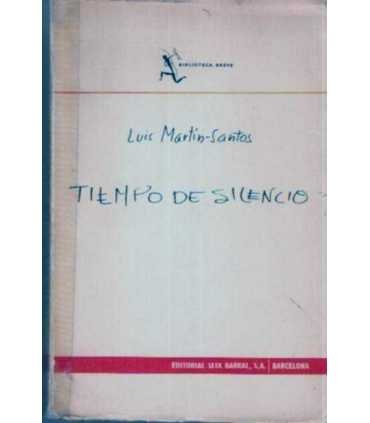 BIBLIOTECA BREVE
Luis Martín-Santos
TIEMPO DE SILENCIO
EDITORIAL SEIX BARRAL, S.A. | BARCELONA